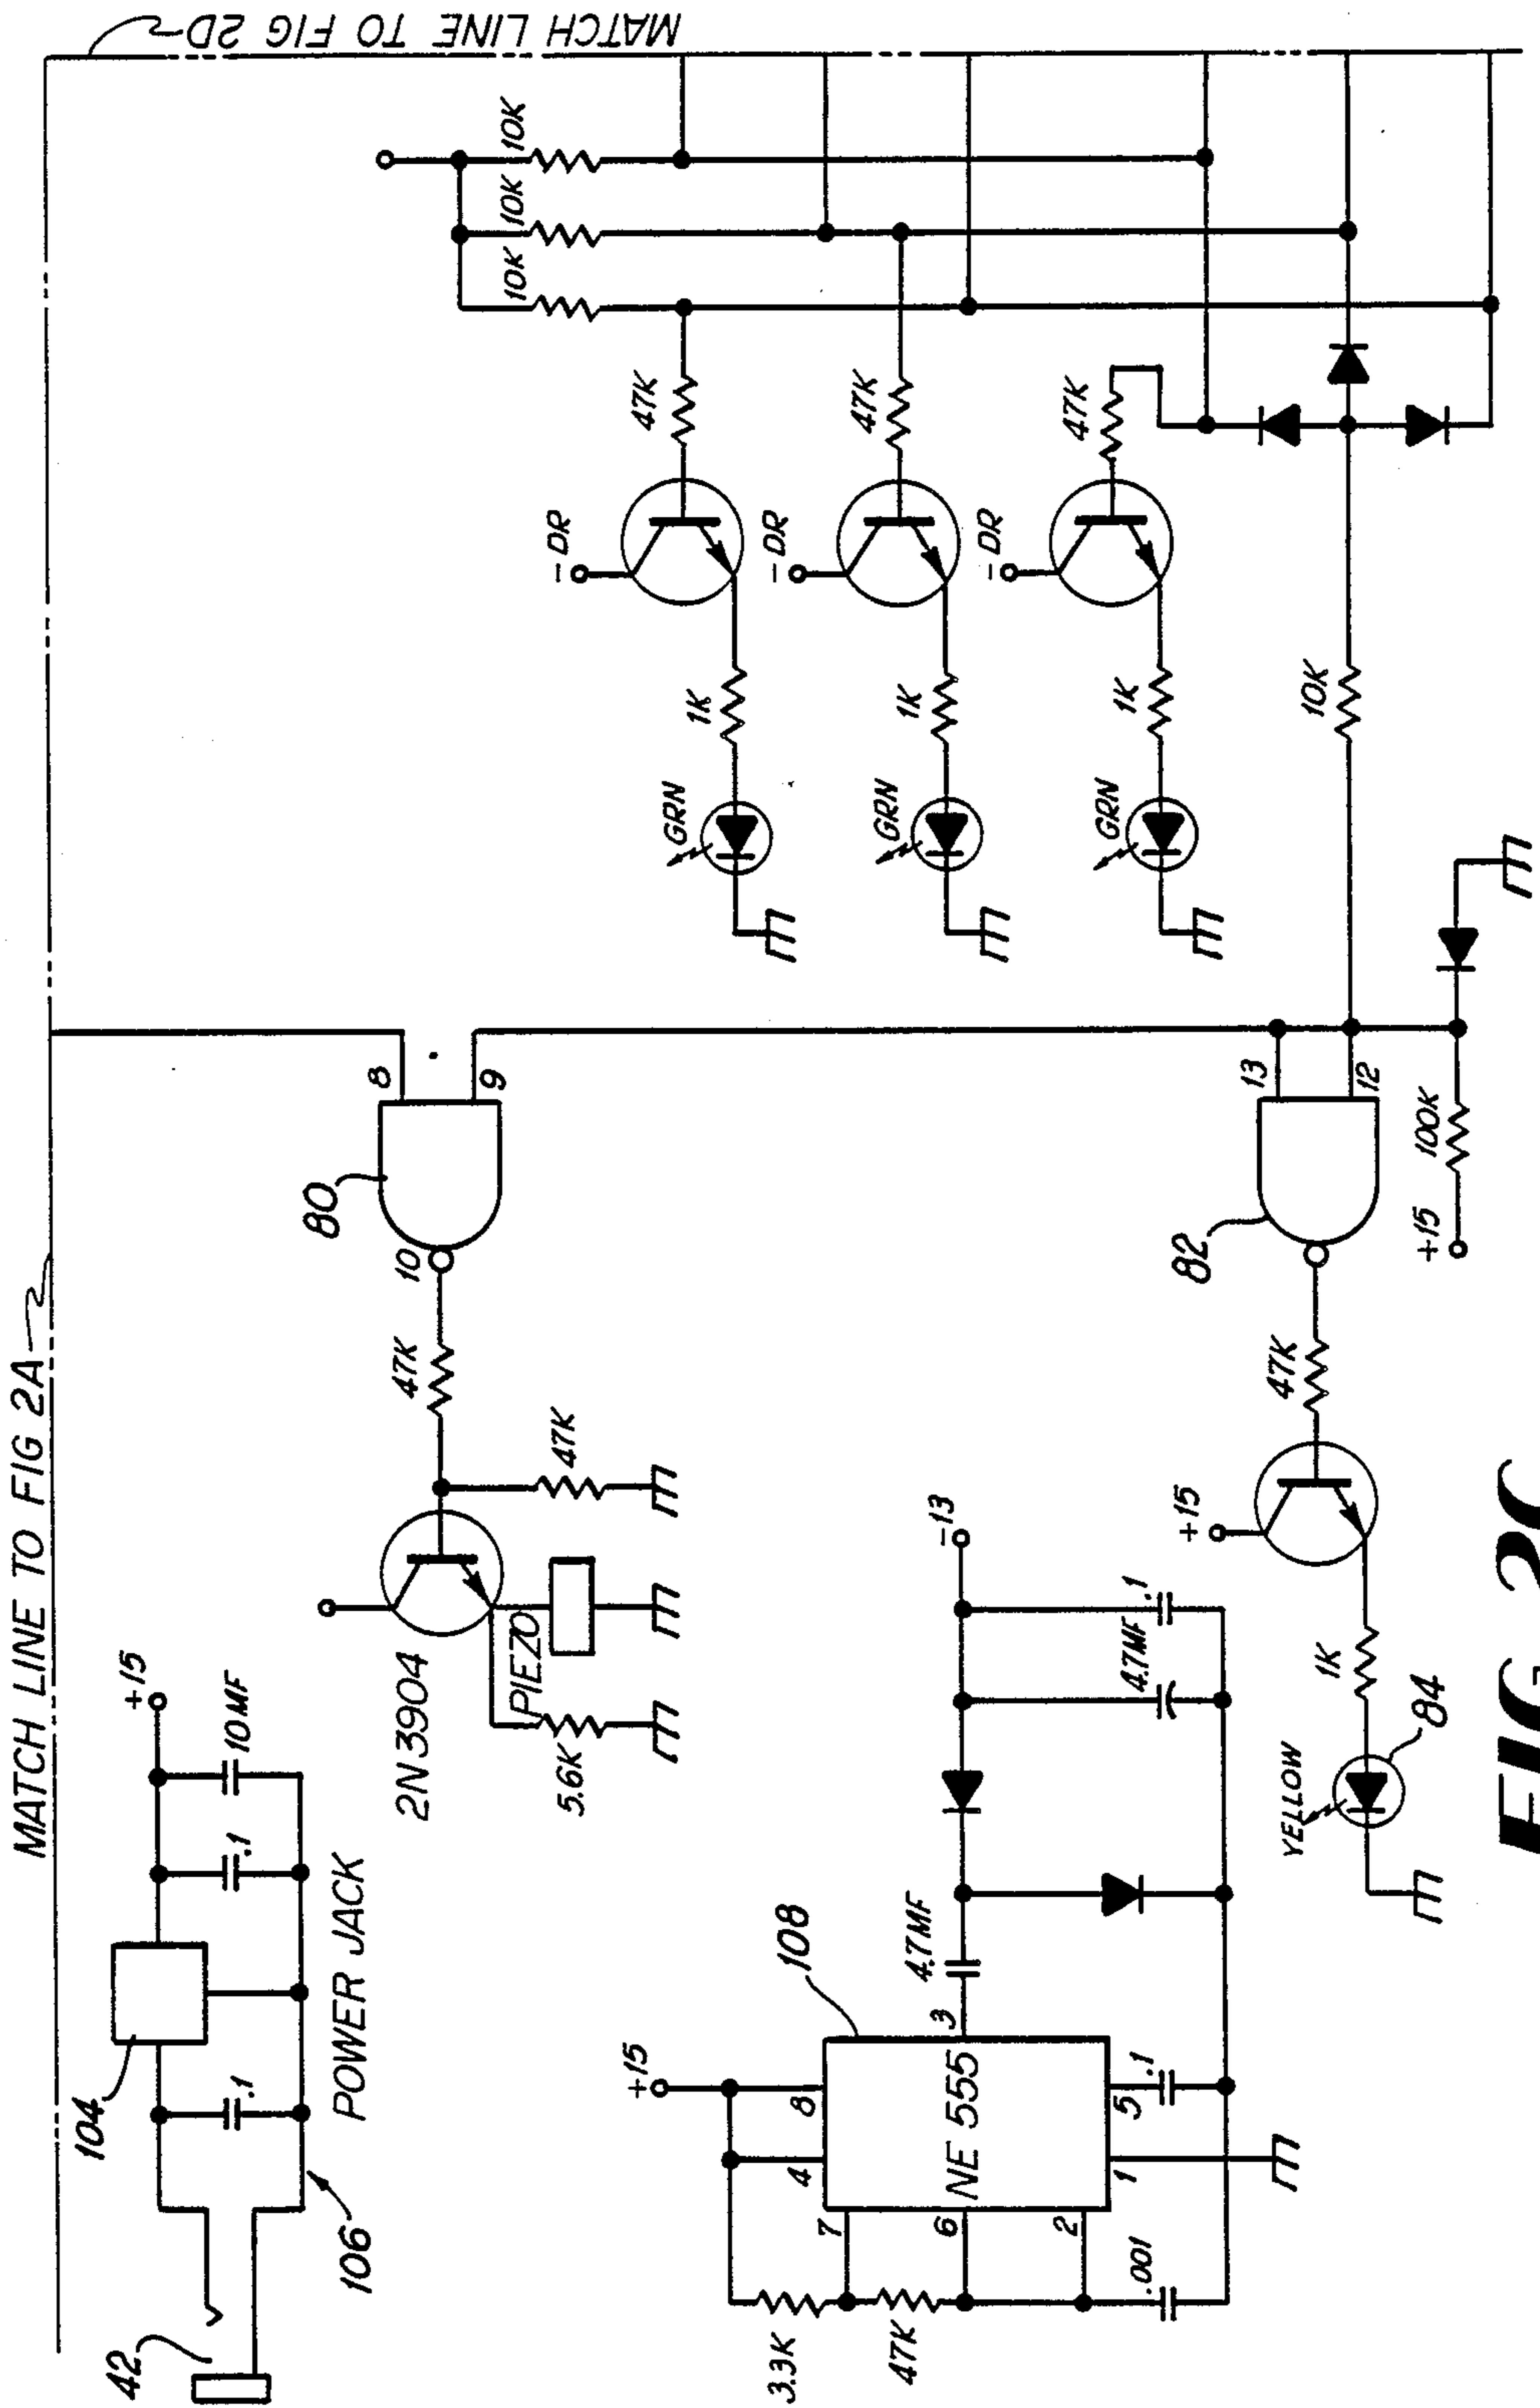 MATCH LINE TO FIG 2A
MATCH LINE TO FIG 2D
42
104
.1
.1
10 MF
+15
106
POWER JACK
2N3904
5.6K
PIEZO
47K
47K
10
80
8
9
10K
10K
10K
-DR
47K
1K
GRN
-DR
47K
1K
GRN
-DR
47K
1K
GRN
10K
+15
4
8
7
6
2
NE 555
3
1
5
.1
108
3.3K
47K
.001
4.7MF
-13
4.7MF
.1
YELLOW
84
1K
+15
47K
82
13
12
+15
100K
FIG 2C